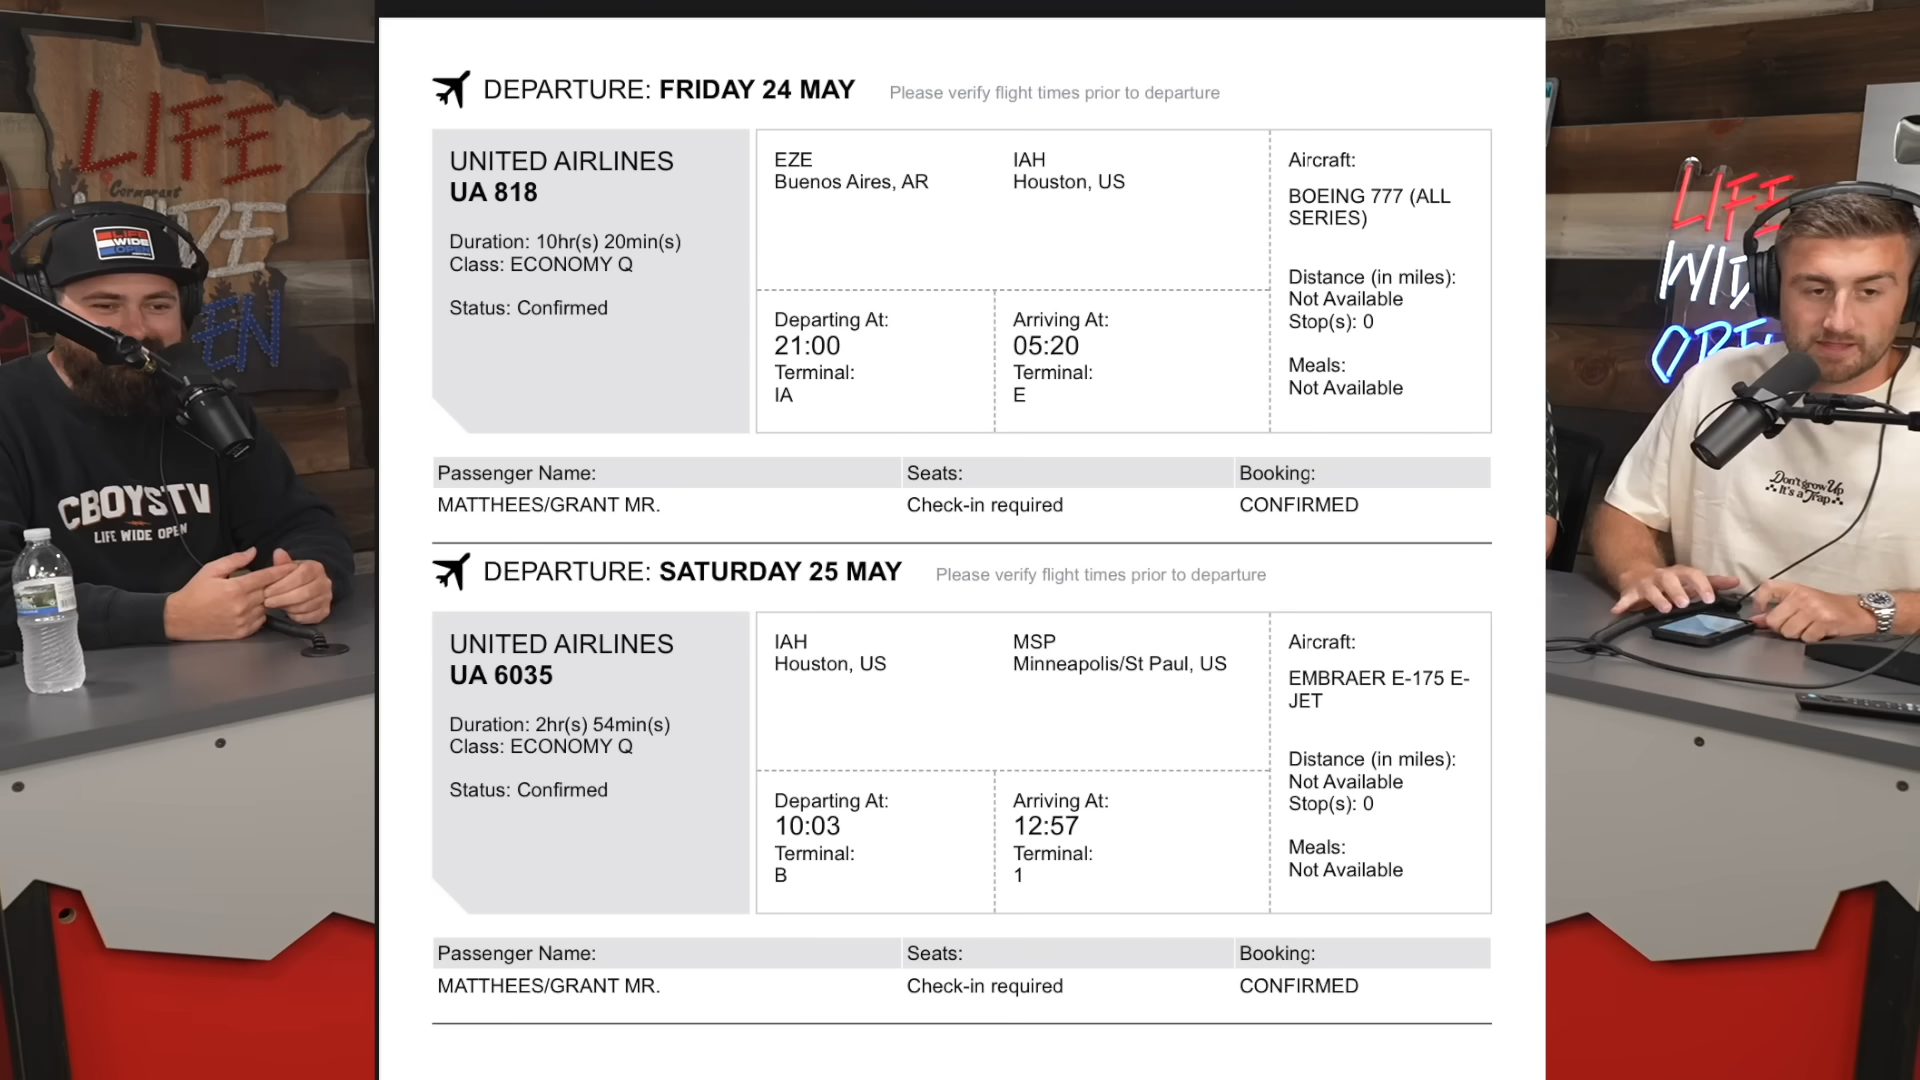 DEPARTURE: FRIDAY 24 MAY Please verify flight times prior to departure
UNITED AIRLINES
UA 818
Duration: 10hr(s) 20min(s)
Class: ECONOMY Q
Status: Confirmed
EZE
Buenos Aires, AR
IAH
Houston, US
Departing At:
21:00
Terminal:
IA
Arriving At:
05:20
Terminal:
E
Aircraft:
BOEING 777 (ALL
SERIES)
Distance (in miles):
Not Available
Stop(s): 0
Meals:
Not Available
Passenger Name: Seats: Booking:
MATTHEES/GRANT MR. Check-in required CONFIRMED
DEPARTURE: SATURDAY 25 MAY Please verify flight times prior to departure
UNITED AIRLINES
UA 6035
Duration: 2hr(s) 54min(s)
Class: ECONOMY Q
Status: Confirmed
IAH
Houston, US
MSP
Minneapolis/St Paul, US
Departing At:
10:03
Terminal:
B
Arriving At:
12:57
Terminal:
1
Aircraft:
EMBRAER E-175 E-
JET
Distance (in miles):
Not Available
Stop(s): 0
Meals:
Not Available
Passenger Name: Seats: Booking:
MATTHEES/GRANT MR. Check-in required CONFIRMED
LIFE
Cormorant
LIFE
WIDE
OPEN
CBOYSTV
LIFE WIDE OPEN
LIFE
Don't grow Up
It's a Trap